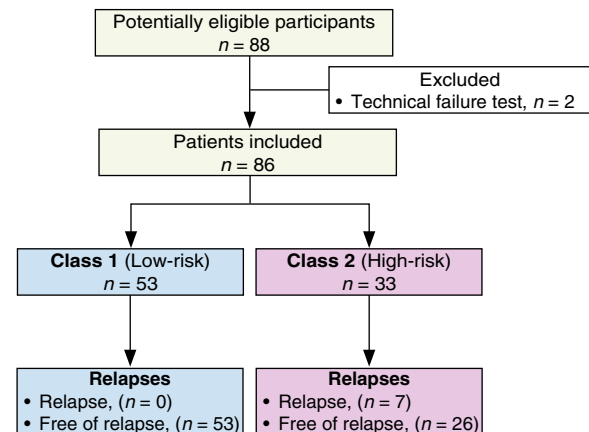 Potentially eligible participants
n = 88
Excluded
• Technical failure test, n = 2
Patients included
n = 86
Class 1 (Low-risk)
n = 53
Class 2 (High-risk)
n = 33
Relapses
• Relapse, (n = 0)
• Free of relapse, (n = 53)
Relapses
• Relapse, (n = 7)
• Free of relapse, (n = 26)